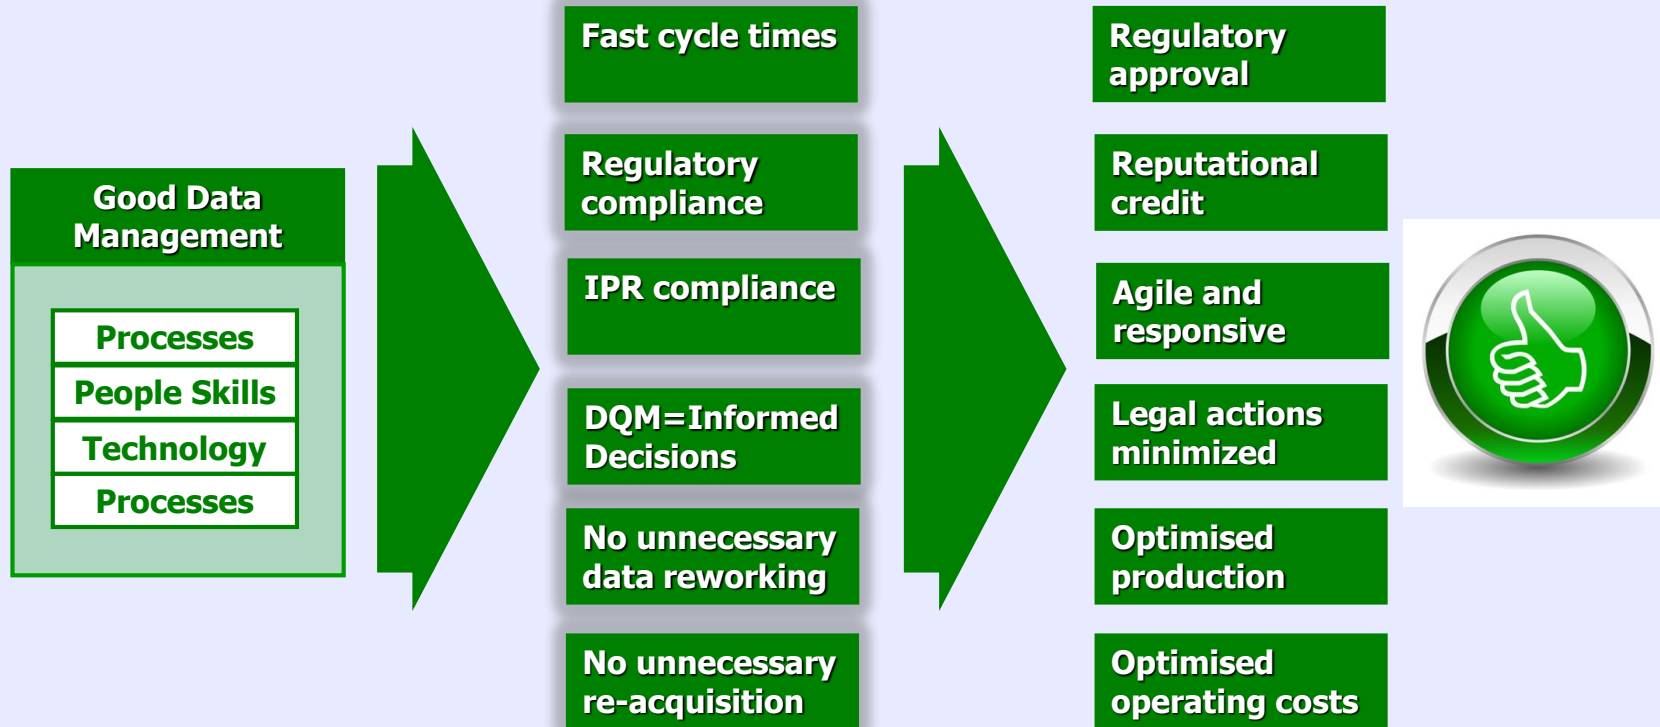 Good Data
Management
Processes
People Skills
Technology
Processes
Fast cycle times
Regulatory
compliance
IPR compliance
DQM=Informed
Decisions
No unnecessary
data reworking
No unnecessary
re-acquisition
Regulatory
approval
Reputational
credit
Agile and
responsive
Legal actions
minimized
Optimised
production
Optimised
operating costs